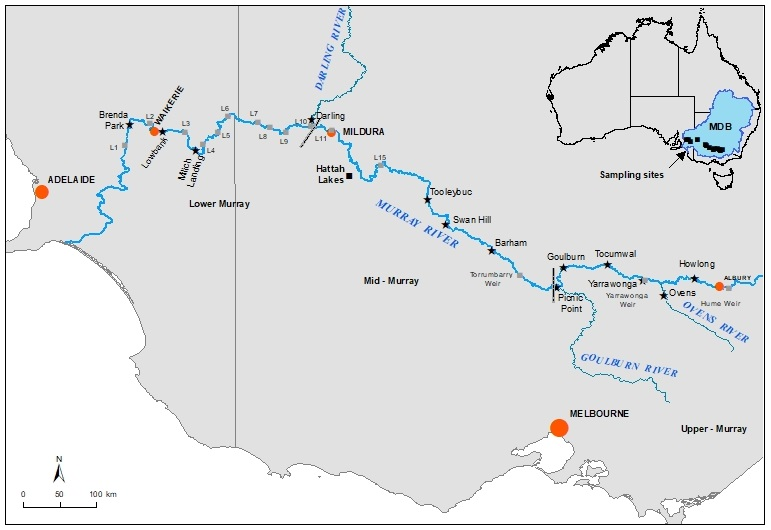 DARLING RIVER
Brenda
Park
L2
WAIKERIE
L1
Lowbank
L3
Milich
Landing
L4
L5
L6
L7
L8
L9
L10
Darling
L11
MILDURA
Hattah
Lakes
L15
ADELAIDE
Lower Murray
Tooleybuc
MURRAY RIVER
Swan Hill
Barham
Torrumbarry
Weir
Mid - Murray
Goulburn
Tocumwal
Picnic
Point
Yarrawonga
Yarrawonga
Weir
Howlong
ALBURY
Ovens
Hume Weir
OVENS RIVER
GOULBURN RIVER
MELBOURNE
Upper - Murray
MDB
Sampling sites
N
0 50 100 km